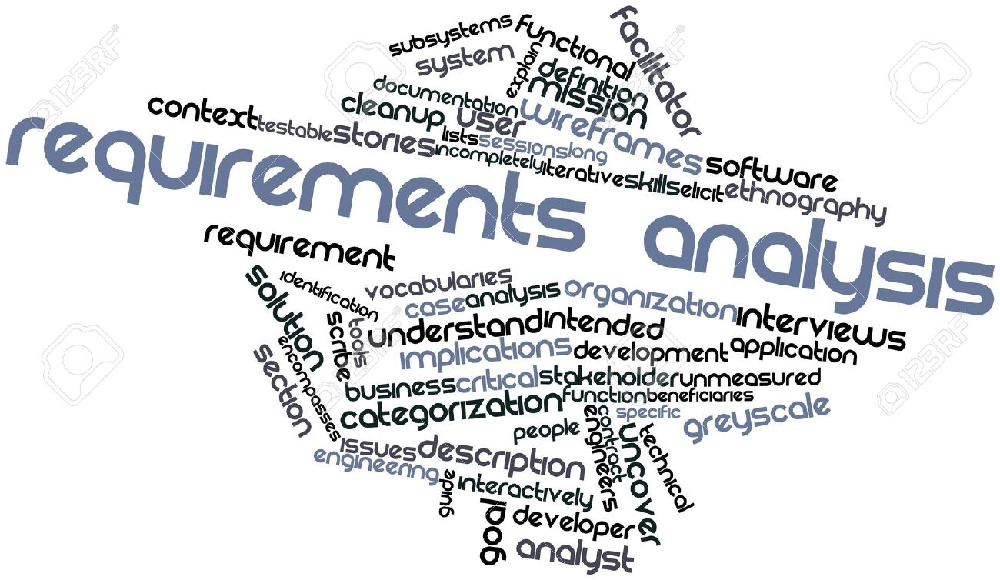 subsystems
functional
facilitator
system
explain
definition
mission
documentation
cleanup
user
wireframes
context
testable
stories
lists
sessions
long
incompletely
iterative
skills
elicit
software
ethnography
requirements analysis
requirement
solution
identification
vocabularies
case
analysis
organization
interviews
scribe
tools
understand
intended
section
encompasses
implications
development
application
business
critical
stakeholder
unmeasured
categorization
function
beneficiaries
specific
greyscale
people
engineers
contract
uncover
technical
issues
description
engineering
guide
interactively
goal
developer
analyst
123RF